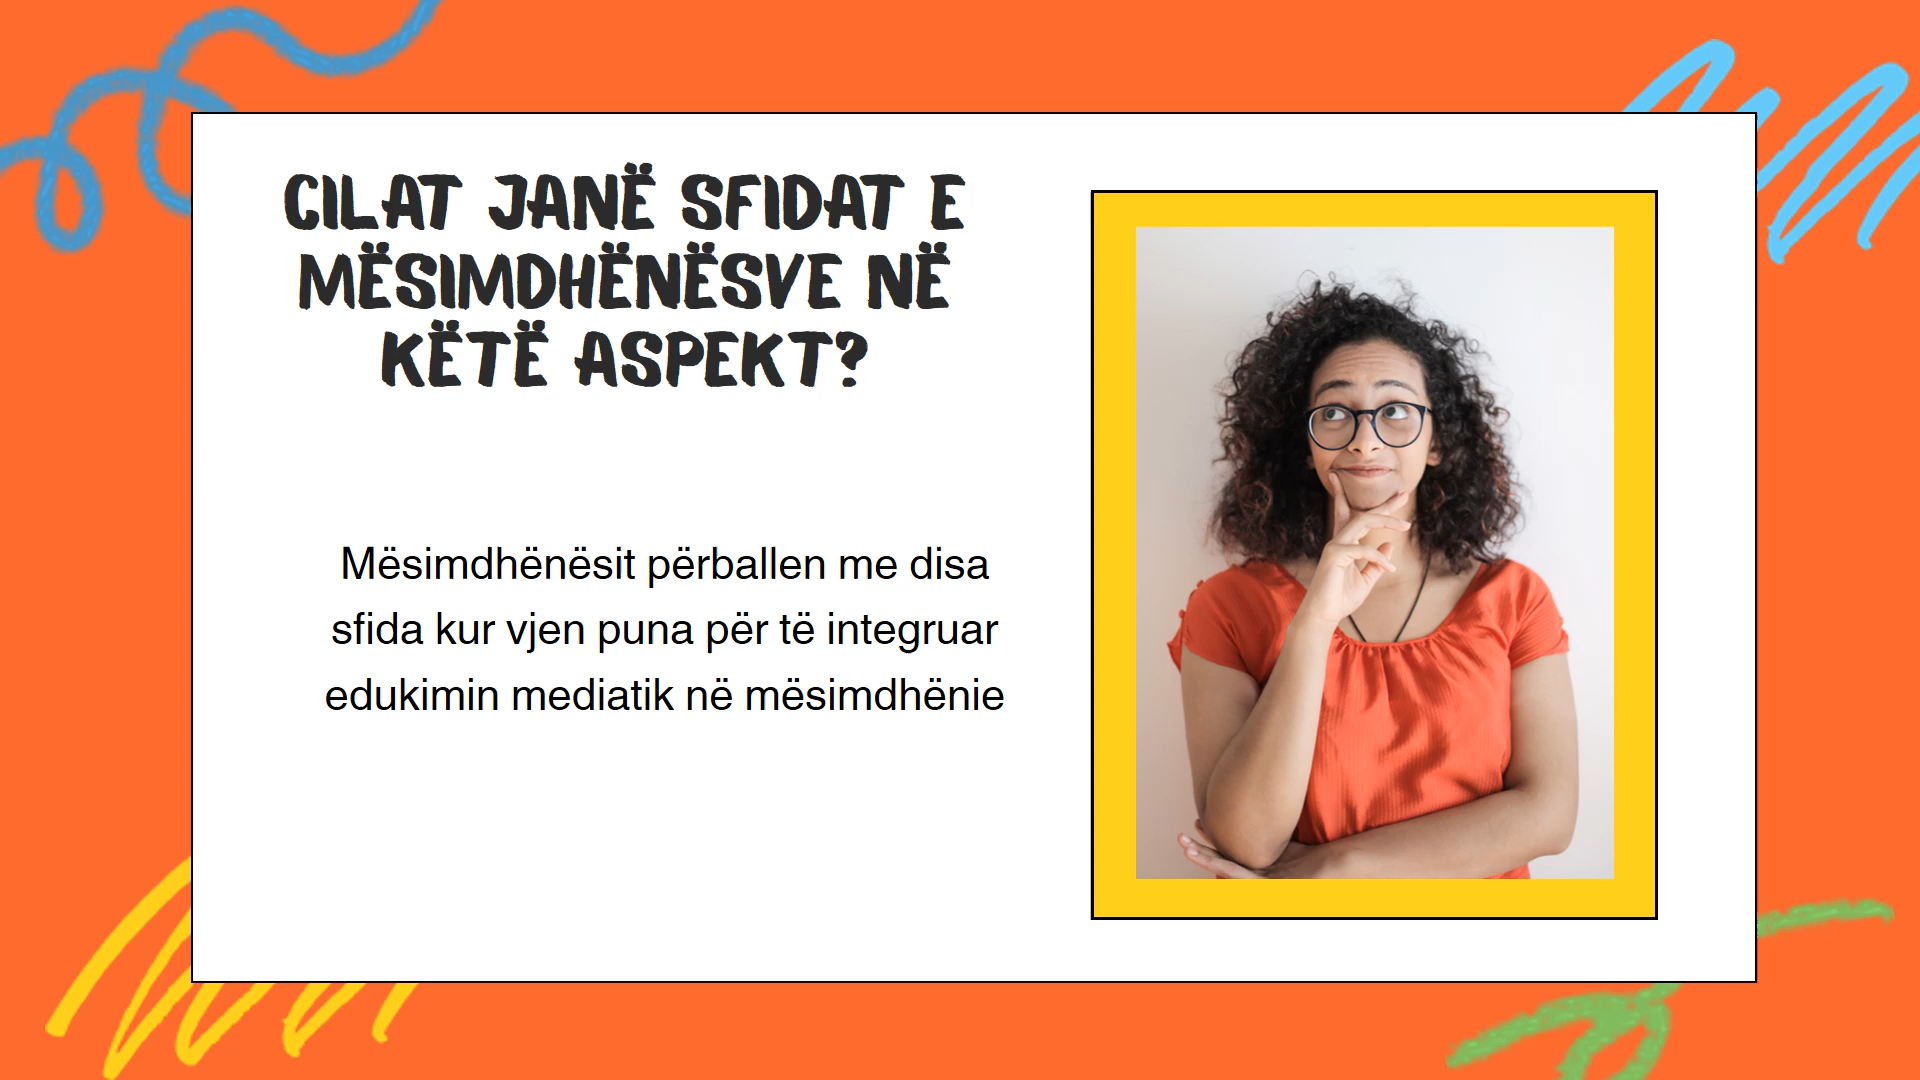 CILAT JANË SFIDAT E
MËSIMDHËNËSVE NË
KËTË ASPEKT?
Mësimdhënësit përballen me disa
sfida kur vjen puna për të integruar
edukimin mediatik në mësimdhënie